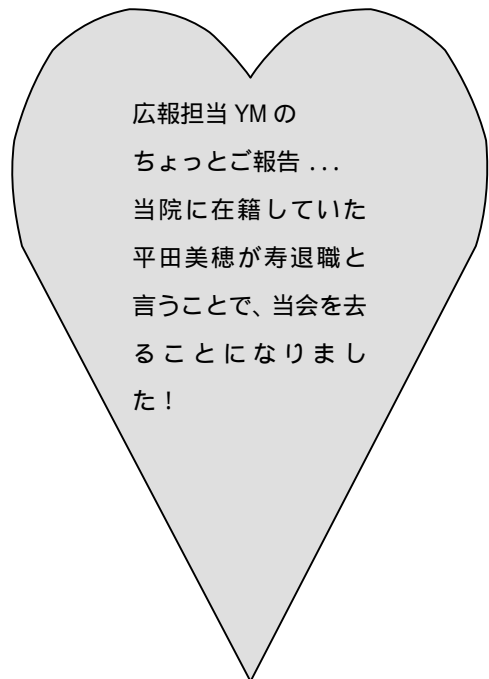 広報担当 YM の
ちょっとご報告 ...
当院に在籍していた
平田美穂が寿退職と
言うことで、当会を去
ることになりまし
た！